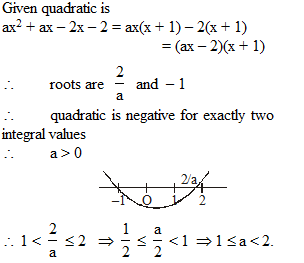 Given quadratic is
ax² + ax – 2x – 2 = ax(x + 1) – 2(x + 1)
= (ax – 2)(x + 1)
∴ roots are 2/a and – 1
∴ quadratic is negative for exactly two
integral values
∴ a > 0
2/a
–1 O 1 2
∴ 1 < 2/a ≤ 2 ⇒ 1/2 ≤ a/2 < 1 ⇒ 1 ≤ a < 2.